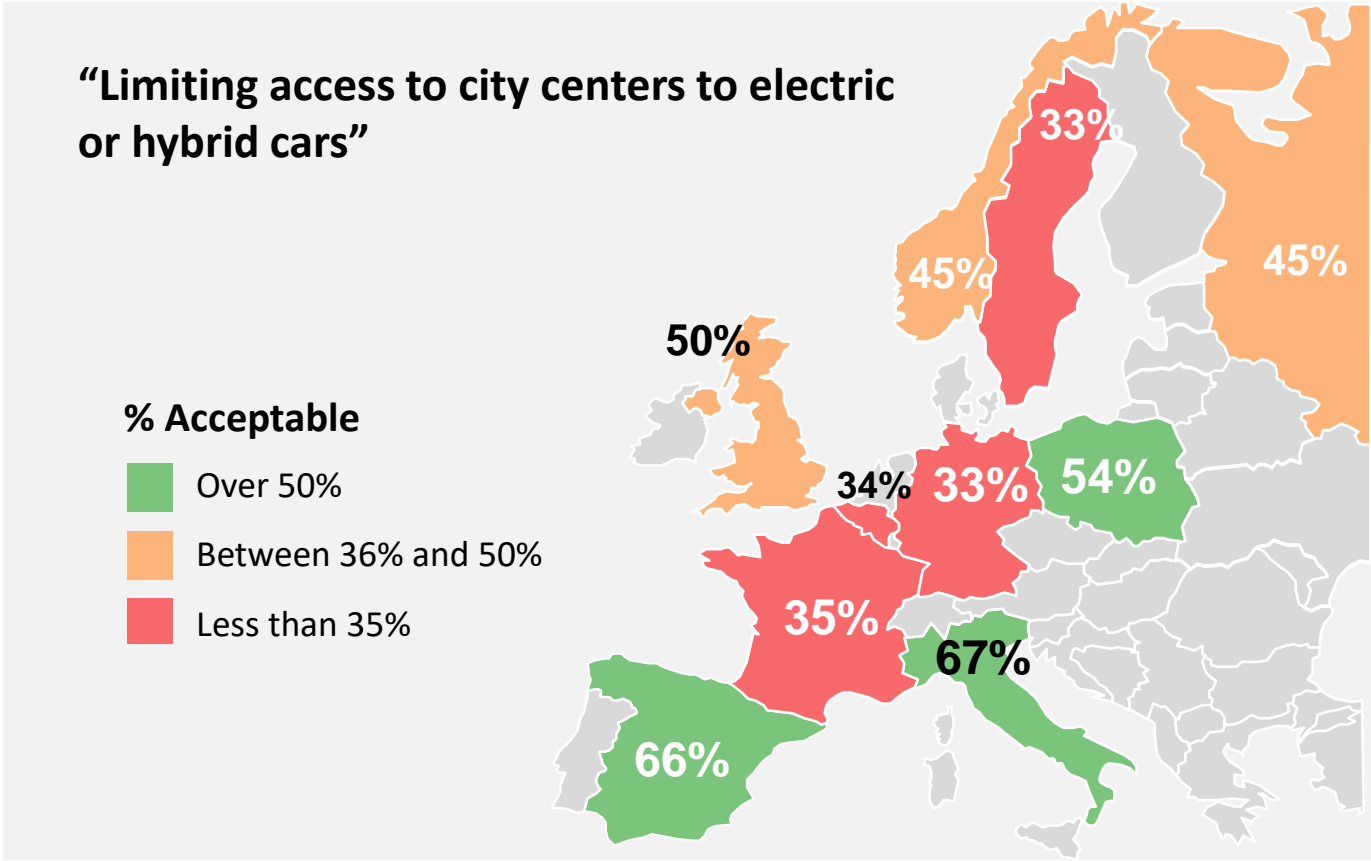 “Limiting access to city centers to electric
or hybrid cars”
33%
45%
45%
50%
% Acceptable
Over 50%
Between 36% and 50%
Less than 35%
34%
33%
54%
35%
67%
66%